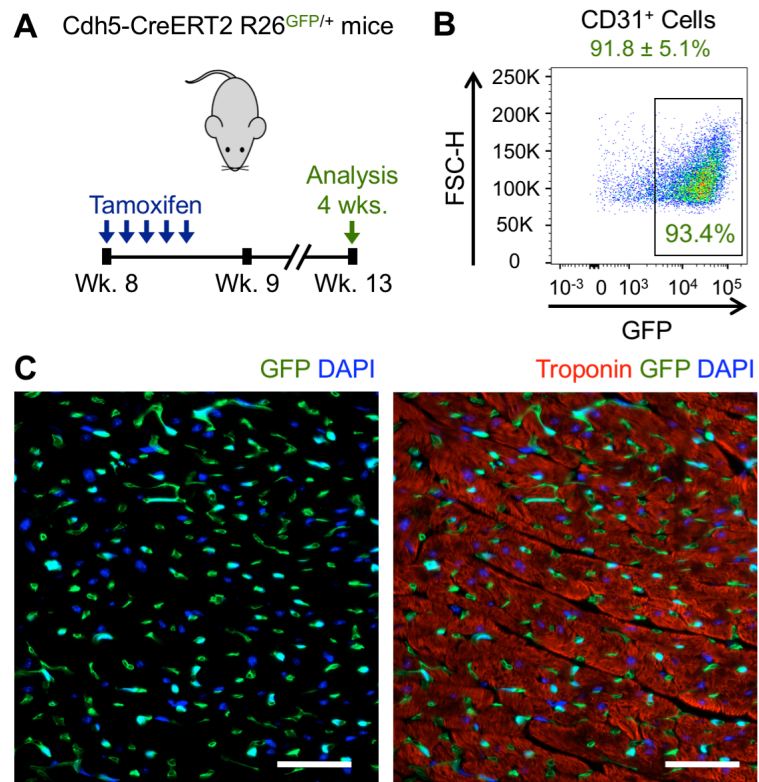 A
Cdh5-CreERT2 R26GFP/+ mice
Tamoxifen
Analysis
4 wks.
Wk. 8
Wk. 9
Wk. 13
B
CD31+ Cells
91.8 ± 5.1%
FSC-H
250K
200K
150K
100K
50K
0
93.4%
10-3 0 103 104 105
GFP
C
GFP DAPI
Troponin GFP DAPI